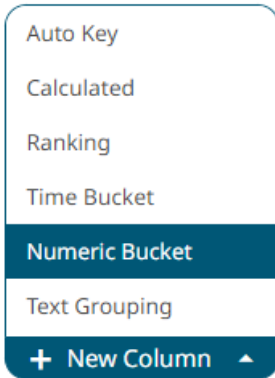 Auto Key
Calculated
Ranking
Time Bucket
Numeric Bucket
Text Grouping
+ New Column